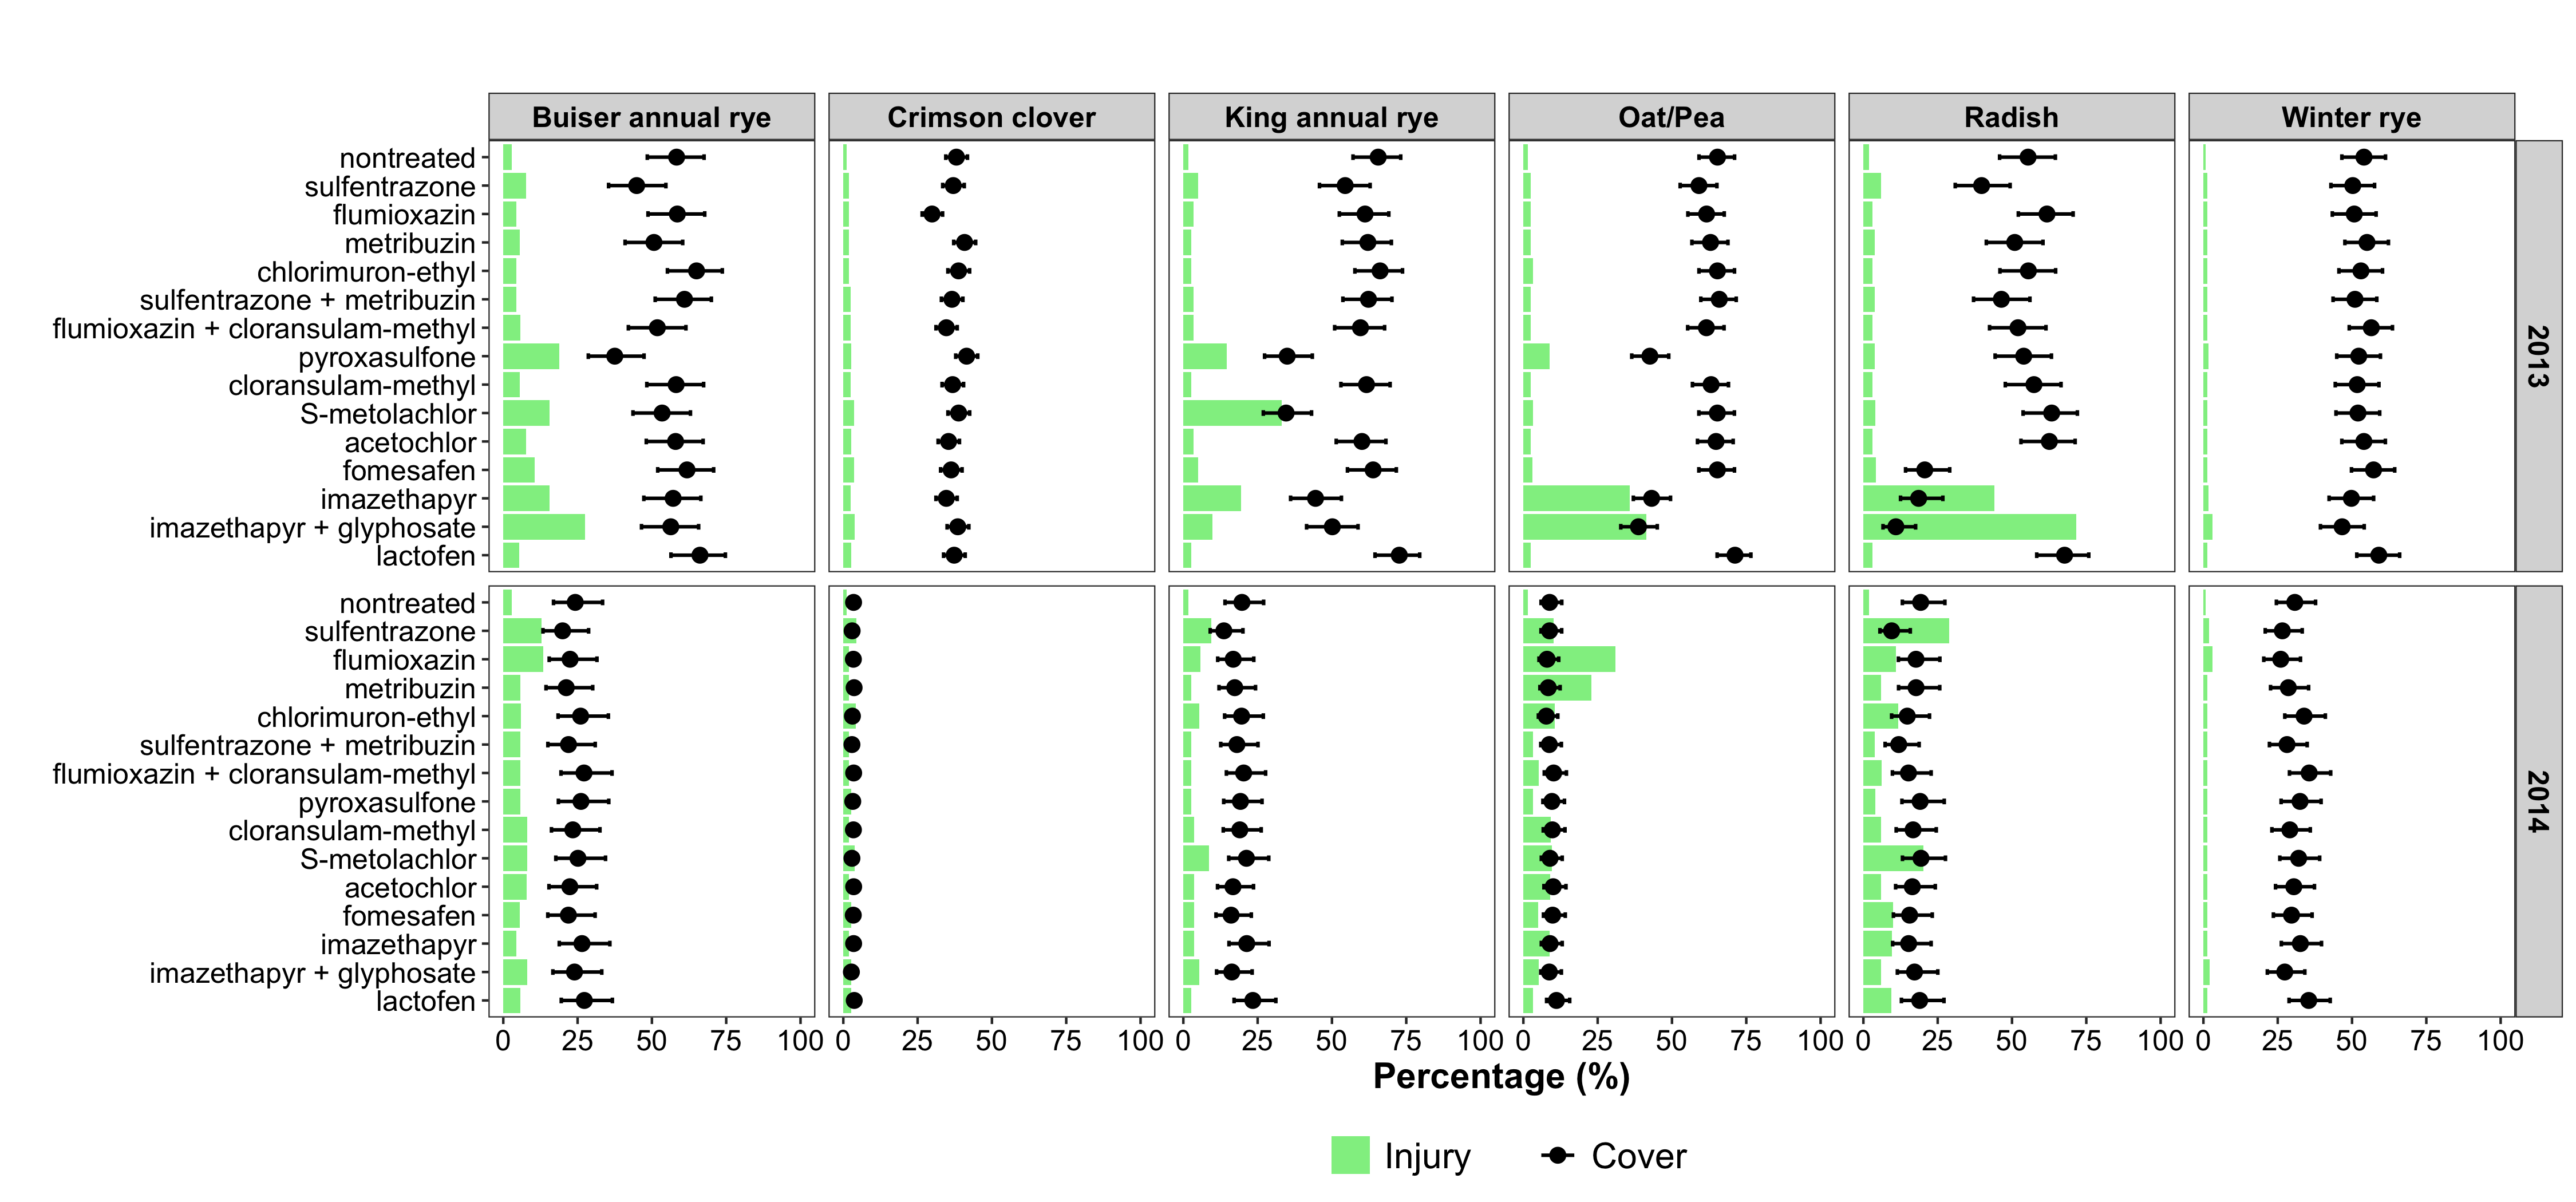 Buiser annual rye Crimson clover King annual rye Oat/Pea Radish Winter rye
nontreated
sulfentrazone
flumioxazin
metribuzin
chlorimuron-ethyl
sulfentrazone + metribuzin
flumioxazin + cloransulam-methyl
pyroxasulfone
cloransulam-methyl
S-metolachlor
acetochlor
fomesafen
imazethapyr
imazethapyr + glyphosate
lactofen
2013
nontreated
sulfentrazone
flumioxazin
metribuzin
chlorimuron-ethyl
sulfentrazone + metribuzin
flumioxazin + cloransulam-methyl
pyroxasulfone
cloransulam-methyl
S-metolachlor
acetochlor
fomesafen
imazethapyr
imazethapyr + glyphosate
lactofen
2014
0 25 50 75 100 0 25 50 75 100 0 25 50 75 100 0 25 50 75 100 0 25 50 75 100 0 25 50 75 100
Percentage (%)
Injury Cover